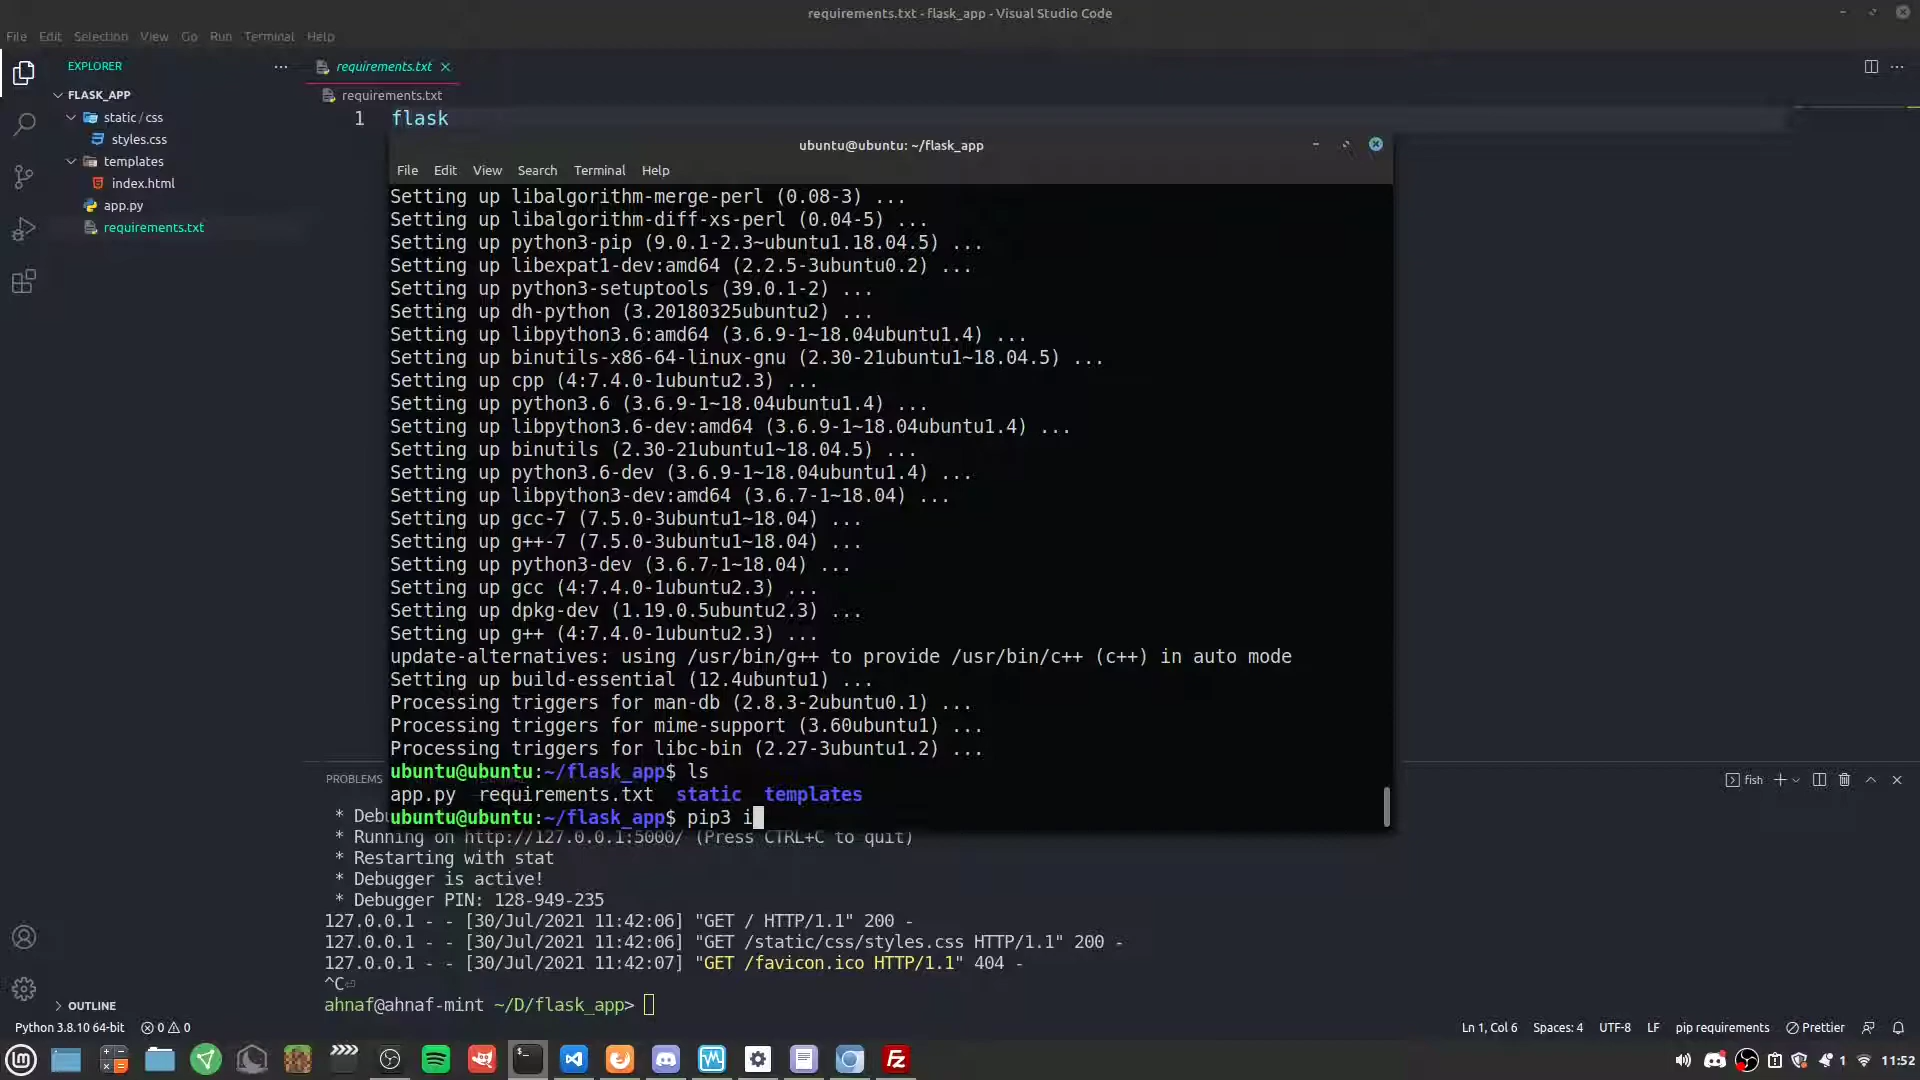 requirements.txt - flask_app - Visual Studio Code
File Edit Selection View Go Run Terminal Help
EXPLORER
requirements.txt
FLASK_APP
requirements.txt
static / css
1 flask
styles.css
templates
index.html
app.py
requirements.txt
ubuntu@ubuntu: ~/flask_app
File Edit View Search Terminal Help
Setting up libalgorithm-merge-perl (0.08-3) ...
Setting up libalgorithm-diff-xs-perl (0.04-5) ...
Setting up python3-pip (9.0.1-2.3~ubuntu1.18.04.5) ...
Setting up libexpat1-dev:amd64 (2.2.5-3ubuntu0.2) ...
Setting up python3-setuptools (39.0.1-2) ...
Setting up dh-python (3.20180325ubuntu2) ...
Setting up libpython3.6:amd64 (3.6.9-1~18.04ubuntu1.4) ...
Setting up binutils-x86-64-linux-gnu (2.30-21ubuntu1~18.04.5) ...
Setting up cpp (4:7.4.0-1ubuntu2.3) ...
Setting up python3.6 (3.6.9-1~18.04ubuntu1.4) ...
Setting up libpython3.6-dev:amd64 (3.6.9-1~18.04ubuntu1.4) ...
Setting up binutils (2.30-21ubuntu1~18.04.5) ...
Setting up python3.6-dev (3.6.9-1~18.04ubuntu1.4) ...
Setting up libpython3-dev:amd64 (3.6.7-1~18.04) ...
Setting up gcc-7 (7.5.0-3ubuntu1~18.04) ...
Setting up g++-7 (7.5.0-3ubuntu1~18.04) ...
Setting up python3-dev (3.6.7-1~18.04) ...
Setting up gcc (4:7.4.0-1ubuntu2.3) ...
Setting up dpkg-dev (1.19.0.5ubuntu2.3) ...
Setting up g++ (4:7.4.0-1ubuntu2.3) ...
update-alternatives: using /usr/bin/g++ to provide /usr/bin/c++ (c++) in auto mode
Setting up build-essential (12.4ubuntu1) ...
Processing triggers for man-db (2.8.3-2ubuntu0.1) ...
Processing triggers for mime-support (3.60ubuntu1) ...
Processing triggers for libc-bin (2.27-3ubuntu1.2) ...
ubuntu@ubuntu:~/flask_app$ ls
app.py requirements.txt static templates
ubuntu@ubuntu:~/flask_app$ pip3 i
PROBLEMS
fish
* Debu
* Running on http://127.0.0.1:5000/ (Press CTRL+C to quit)
* Restarting with stat
* Debugger is active!
* Debugger PIN: 128-949-235
127.0.0.1 - - [30/Jul/2021 11:42:06] "GET / HTTP/1.1" 200 -
127.0.0.1 - - [30/Jul/2021 11:42:06] "GET /static/css/styles.css HTTP/1.1" 200 -
127.0.0.1 - - [30/Jul/2021 11:42:07] "GET /favicon.ico HTTP/1.1" 404 -
^C⏎
ahnaf@ahnaf-mint ~/D/flask_app>
OUTLINE
Python 3.8.10 64-bit 0 0
Ln 1, Col 6 Spaces: 4 UTF-8 LF pip requirements Prettier
1 11:52